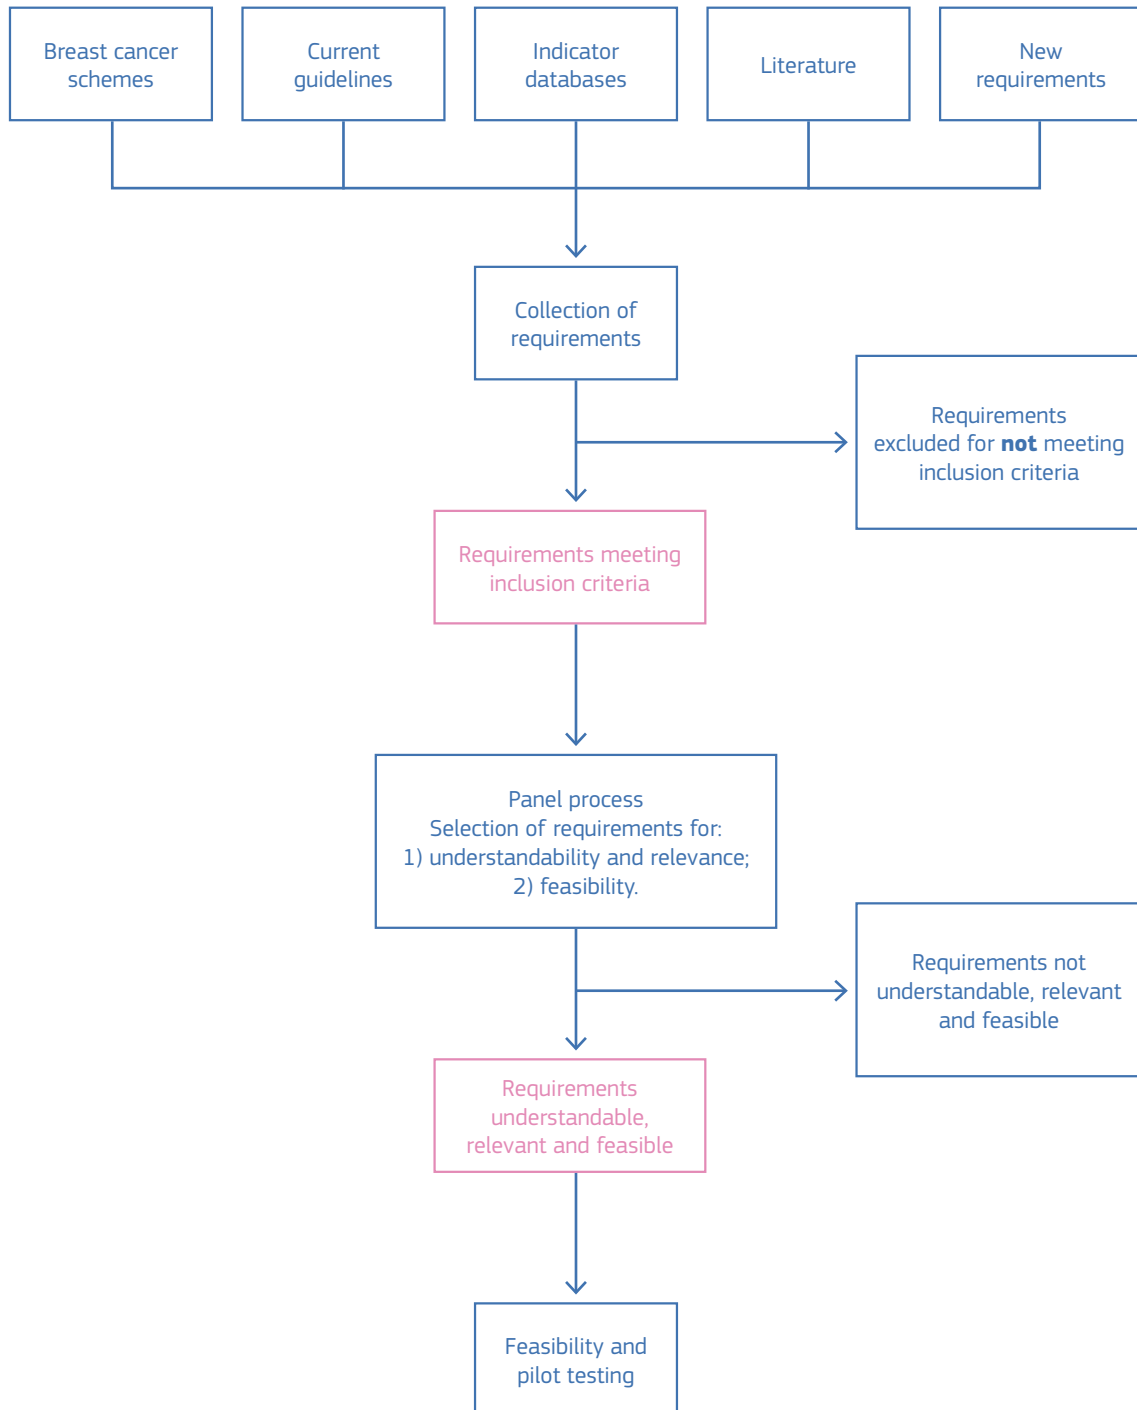 Breast cancer
schemes
Current
guidelines
Indicator
databases
Literature
New
requirements
Collection of
requirements
Requirements
excluded for not meeting
inclusion criteria
Requirements meeting
inclusion criteria
Panel process
Selection of requirements for:
1) understandability and relevance;
2) feasibility.
Requirements not
understandable, relevant
and feasible
Requirements
understandable,
relevant and feasible
Feasibility and
pilot testing